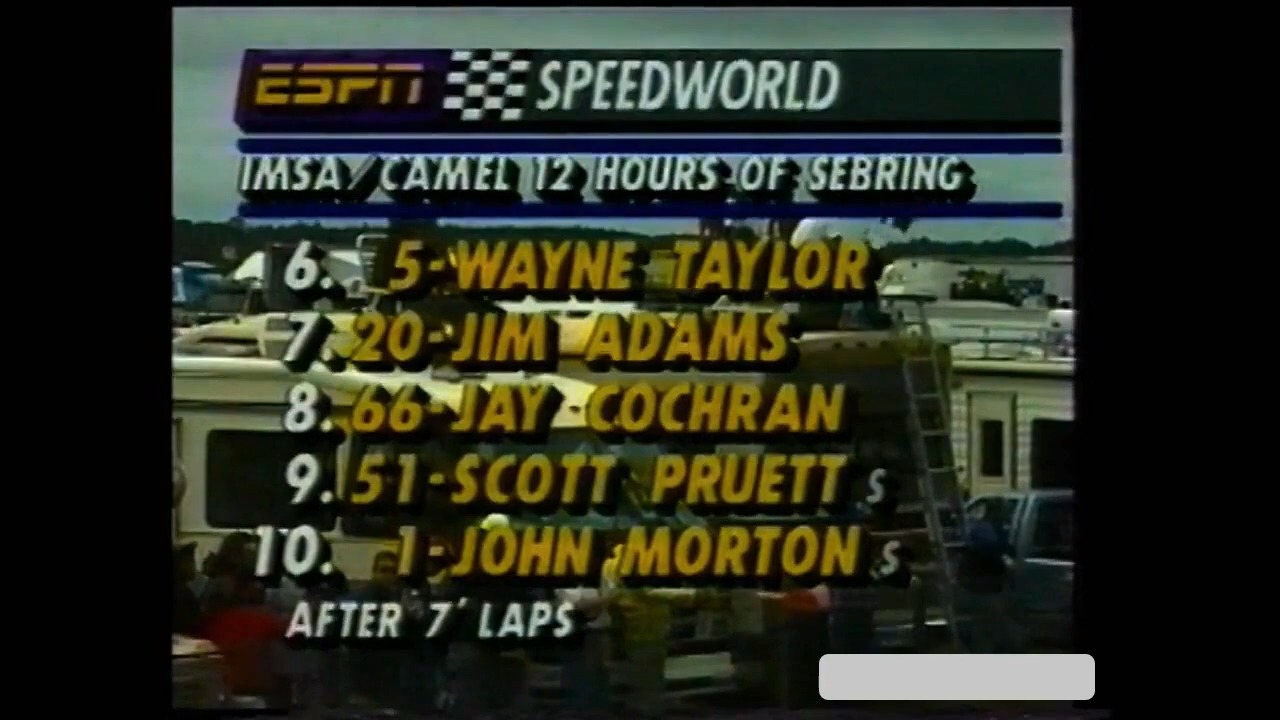 ESPN SPEEDWORLD
IMSA/CAMEL 12 HOURS OF SEBRING
6. 5-WAYNE TAYLOR
7. 20-JIM ADAMS
8. 66-JAY COCHRAN
9. 51-SCOTT PRUETT S
10. 1-JOHN MORTON S
AFTER 7 LAPS